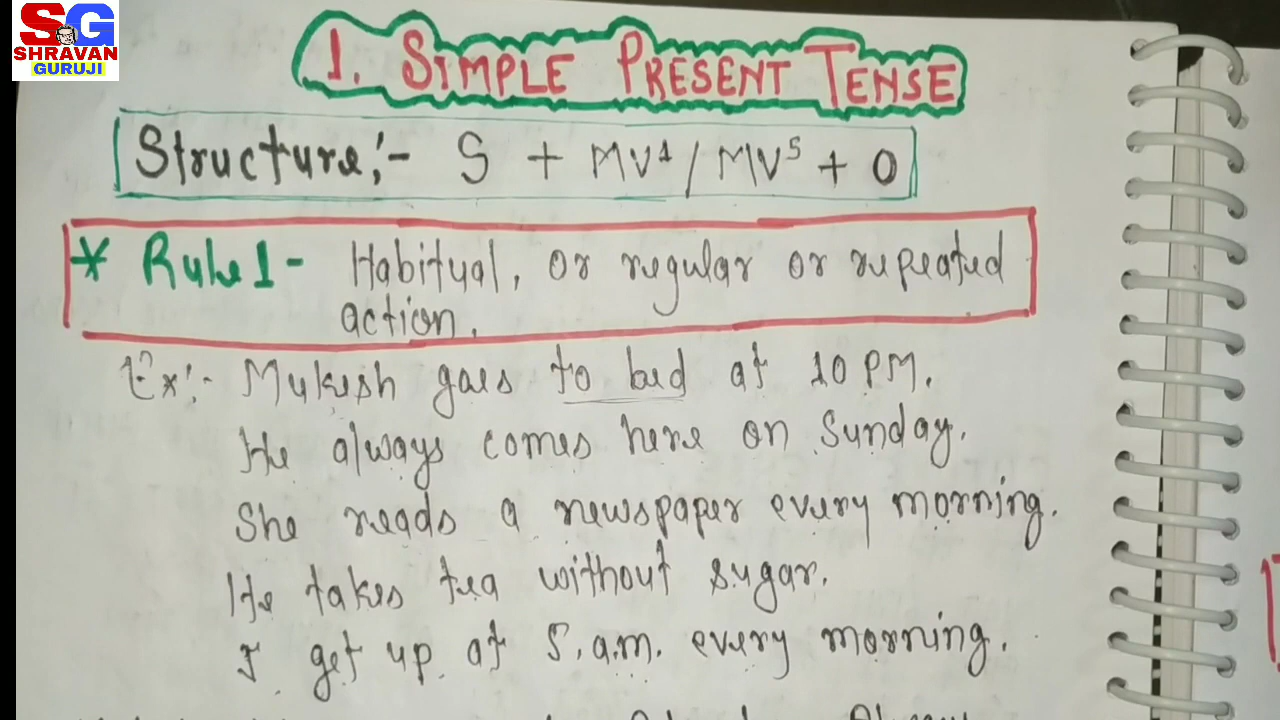 SG
SHRAVAN
GURUJI
1. SIMPLE PRESENT TENSE
Structure:- S + MV¹/MV⁵ + O
* Rule 1- Habitual, or regular or repeated
action.
Ex:- Mukesh goes to bed at 10 PM.
He always comes here on Sunday.
She reads a newspaper every morning.
He takes tea without sugar.
I get up at 5.a.m. every morning.